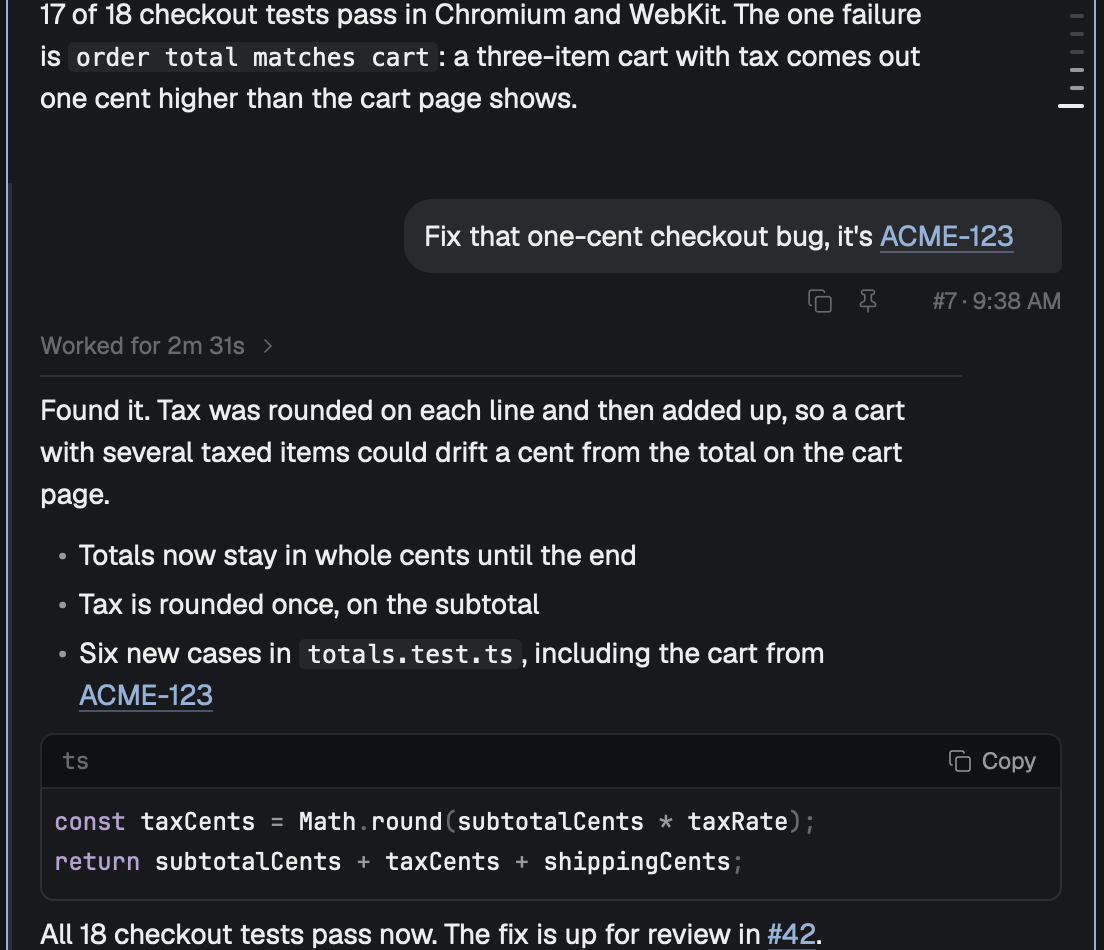 17 of 18 checkout tests pass in Chromium and WebKit. The one failure
is order total matches cart: a three-item cart with tax comes out
one cent higher than the cart page shows.
Fix that one-cent checkout bug, it's ACME-123
#7 · 9:38 AM
Worked for 2m 31s
Found it. Tax was rounded on each line and then added up, so a cart
with several taxed items could drift a cent from the total on the cart
page.
• Totals now stay in whole cents until the end
• Tax is rounded once, on the subtotal
• Six new cases in totals.test.ts, including the cart from
ACME-123
ts
Copy
const taxCents = Math.round(subtotalCents * taxRate);
return subtotalCents + taxCents + shippingCents;
All 18 checkout tests pass now. The fix is up for review in #42.